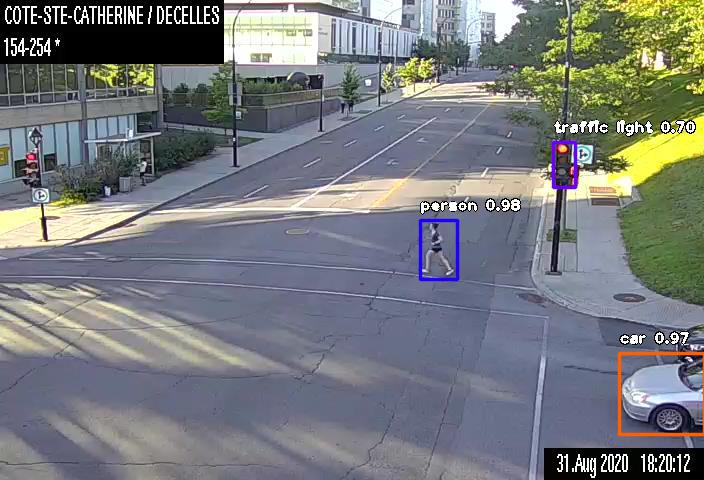 COTE-STE-CATHERINE / DECELLES
154-254 *
traffic light 0.70
person 0.98
car 0.97
31.Aug 2020 18:20:12